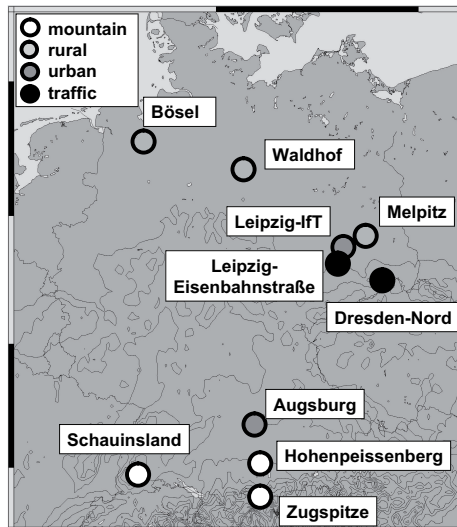 mountain
rural
urban
traffic
Bösel
Waldhof
Melpitz
Leipzig-IfT
Leipzig-
Eisenbahnstraße
Dresden-Nord
Augsburg
Schauinsland
Hohenpeissenberg
Zugspitze